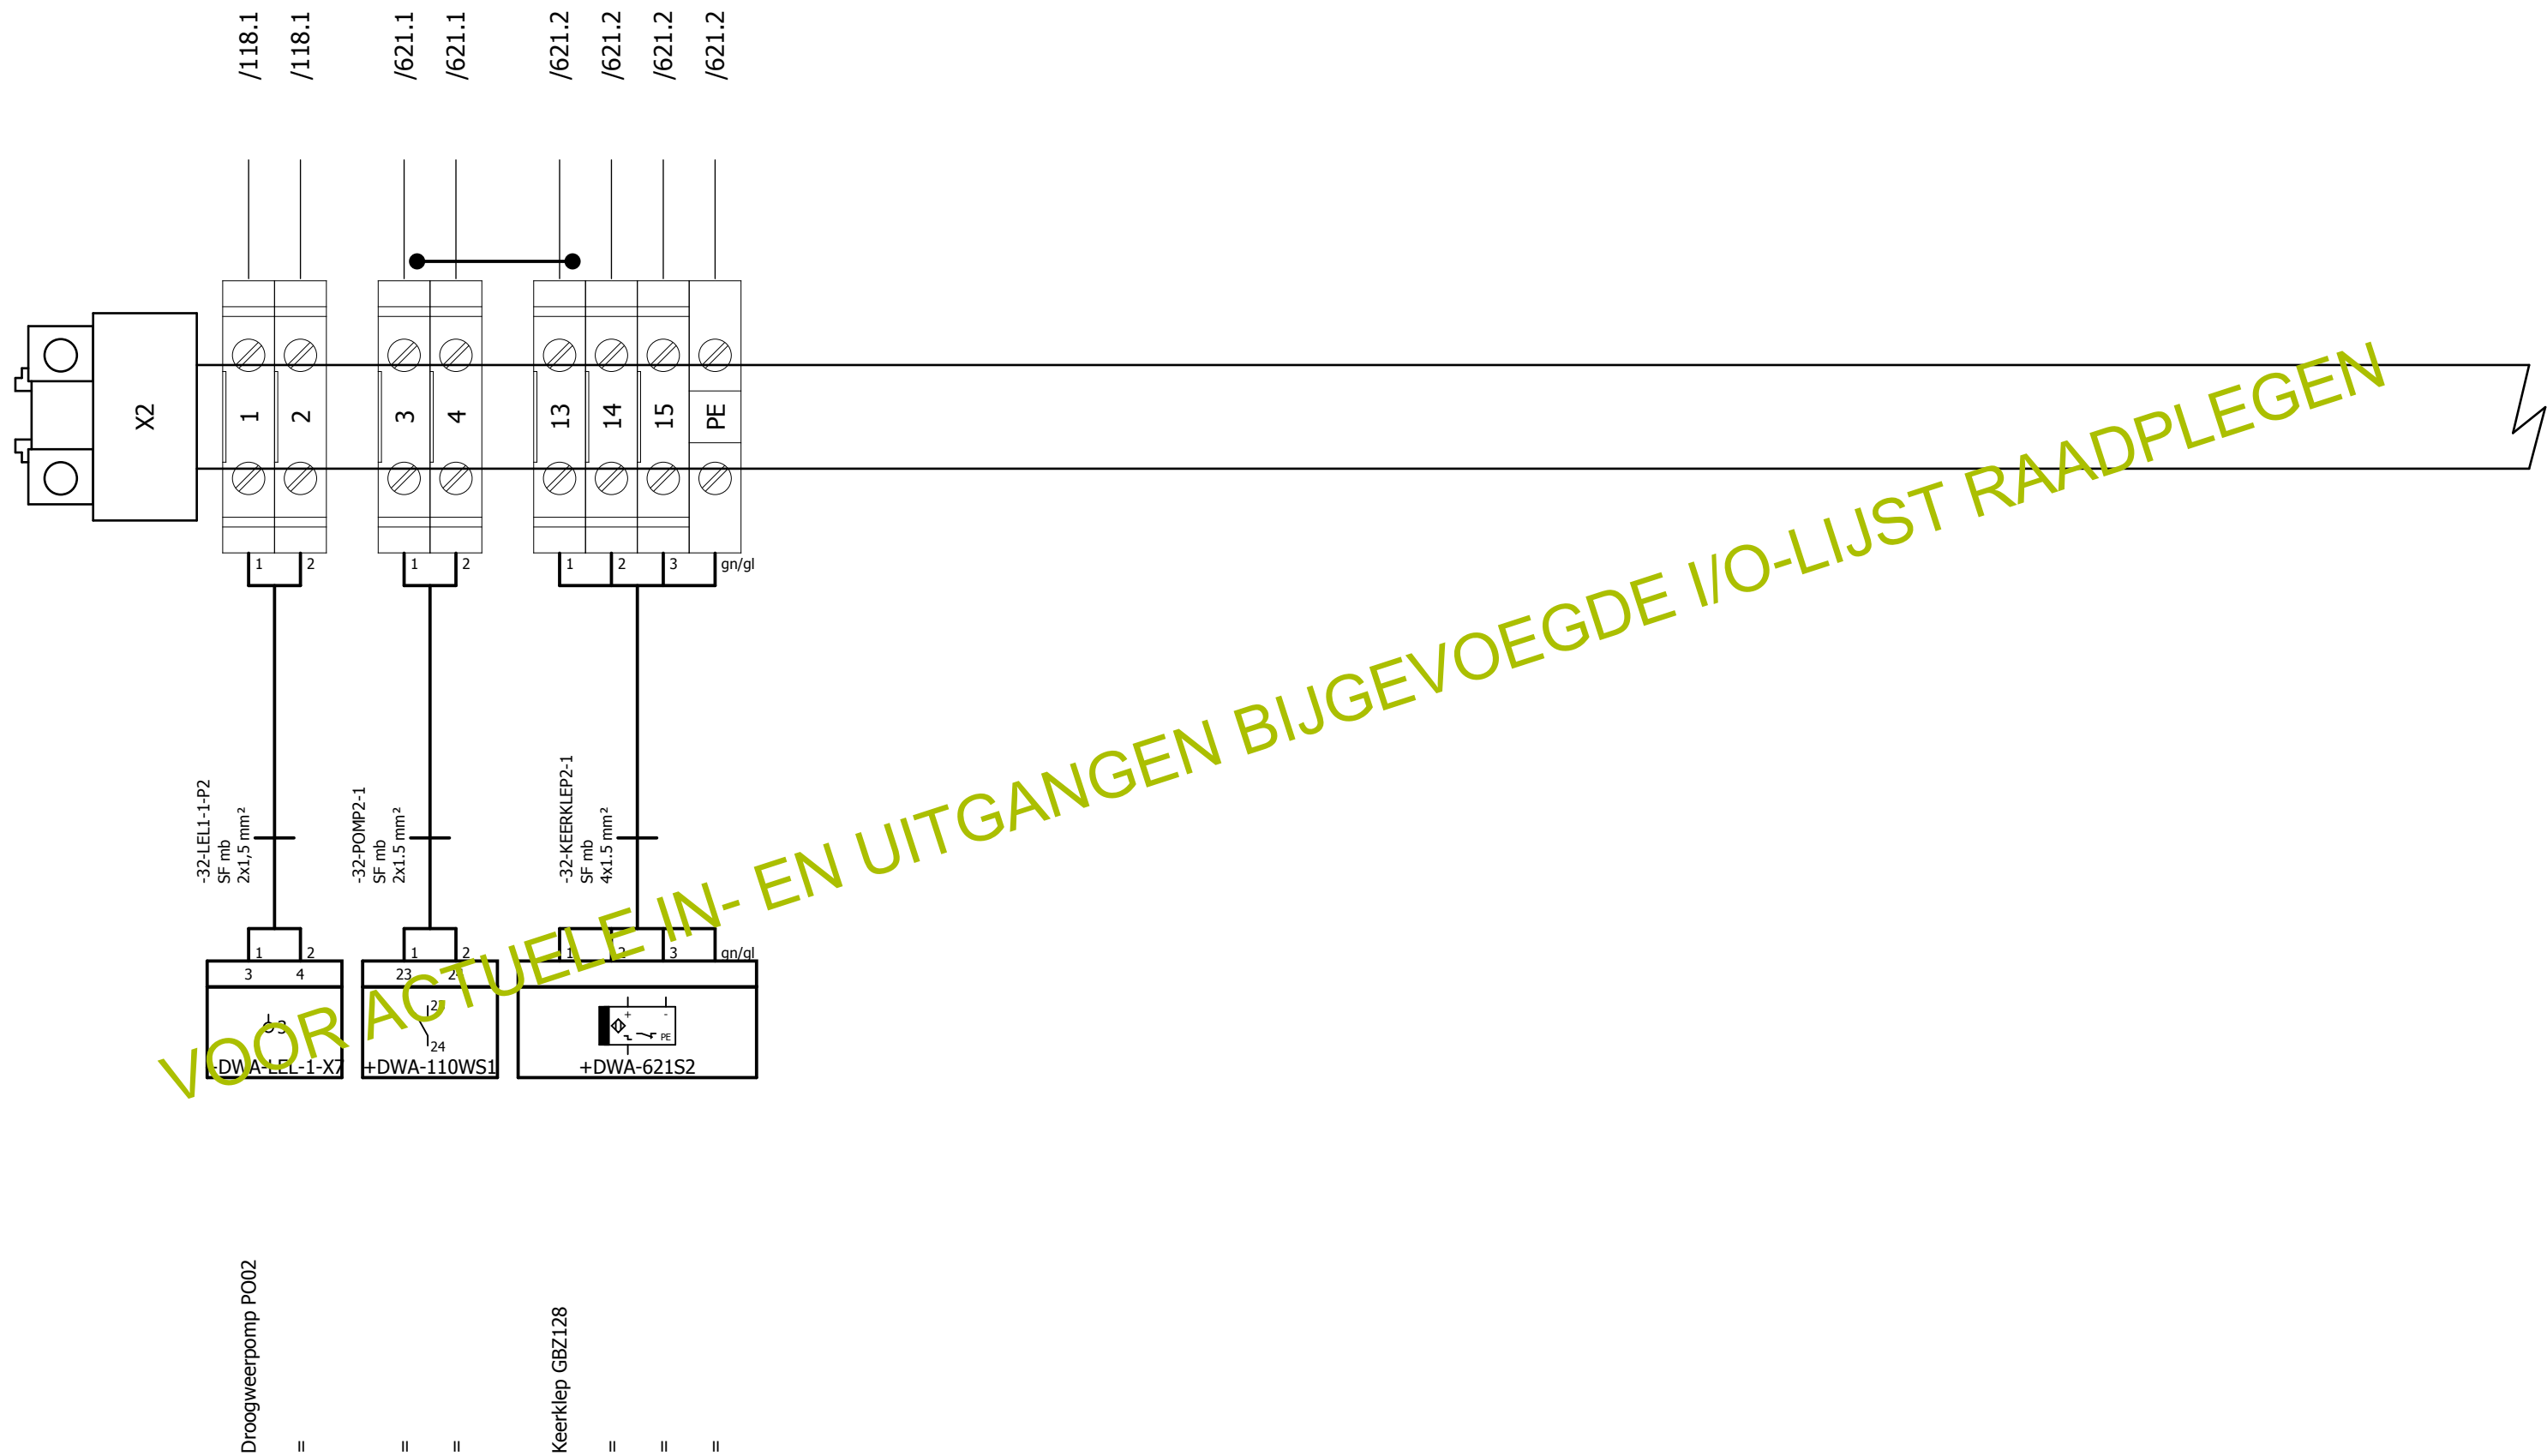 /118.1
/118.1
/621.1
/621.1
/621.2
/621.2
/621.2
/621.2
X2
1
2
3
4
13
14
15
PE
1 2
1 2
1 2 3 gn/gl
-32-LEL1-1-P2
SF mb
2x1,5 mm²
-32-POMP2-1
SF mb
2x1.5 mm²
-32-KEERKLEP2-1
SF mb
4x1.5 mm²
1 2
1 2
1 2 3 gn/gl
3 4
23 24
3
23
24
+ -
PE
+DWA-LEL-1-X7
+DWA-110WS1
+DWA-621S2
VOOR ACTUELE IN- EN UITGANGEN BIJGEVOEGDE I/O-LIJST RAADPLEGEN
Droogweerpomp PO02
=
=
=
Keerklep GBZ128
=
=
=